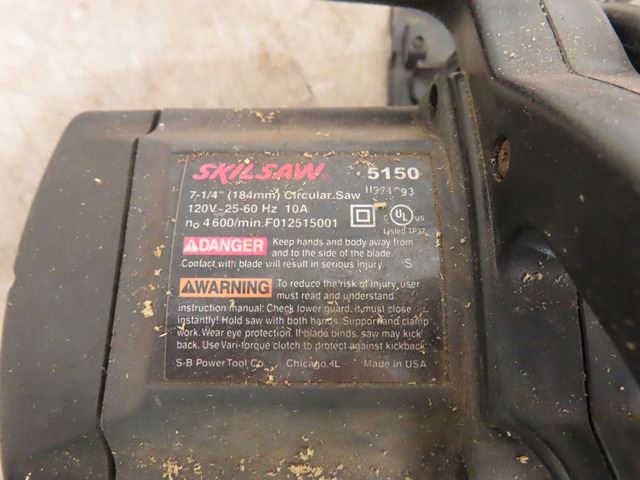 SKILSAW 5150
7-1/4" (184mm) Circular Saw
120V~25-60 Hz 10A C UL US
n₀ 4600/min F012515001 Listed 7P37
DANGER Keep hands and body away from
and to the side of the blade.
Contact with blade will result in serious injury. S
WARNING To reduce the risk of injury, user
must read and understand
instruction manual: Check lower guard, it must close
instantly! Hold saw with both hands. Support and clamp
work. Wear eye protection. If blade binds, saw may kick
back. Use Vari-torque clutch to protect against kickback.
S-B Power Tool Co. Chicago, IL Made in USA